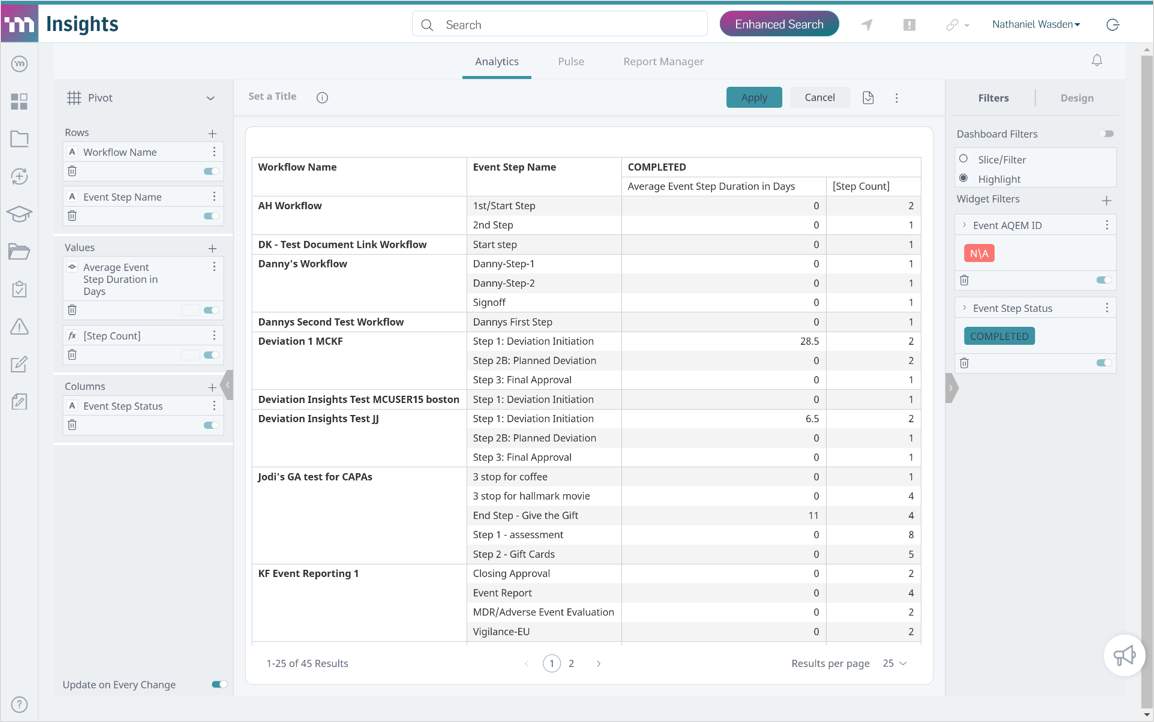 m Insights
Search
Enhanced Search
Nathaniel Wasden
Analytics
Pulse
Report Manager
Pivot
Rows
A Workflow Name
A Event Step Name
Values
Average Event
Step Duration in
Days
fx [Step Count]
Columns
A Event Step Status
Update on Every Change
Set a Title
Apply
Cancel
Workflow Name Event Step Name COMPLETED
Average Event Step Duration in Days [Step Count]
AH Workflow 1st/Start Step 0 2
2nd Step 0 1
DK - Test Document Link Workflow Start step 0 1
Danny's Workflow Danny-Step-1 0 1
Danny-Step-2 0 1
Signoff 0 1
Dannys Second Test Workflow Dannys First Step 0 1
Deviation 1 MCKF Step 1: Deviation Initiation 28.5 2
Step 2B: Planned Deviation 0 2
Step 3: Final Approval 0 1
Deviation Insights Test MCUSER15 boston Step 1: Deviation Initiation 0 1
Deviation Insights Test JJ Step 1: Deviation Initiation 6.5 2
Step 2B: Planned Deviation 0 1
Step 3: Final Approval 0 1
Jodi's GA test for CAPAs 3 stop for coffee 0 1
3 stop for hallmark movie 0 4
End Step - Give the Gift 11 4
Step 1 - assessment 0 8
Step 2 - Gift Cards 0 5
KF Event Reporting 1 Closing Approval 0 2
Event Report 0 4
MDR/Adverse Event Evaluation 0 2
Vigilance-EU 0 2
1-25 of 45 Results
1 2
Results per page 25
Filters
Design
Dashboard Filters
Slice/Filter
Highlight
Widget Filters
Event AQEM ID
N\A
Event Step Status
COMPLETED